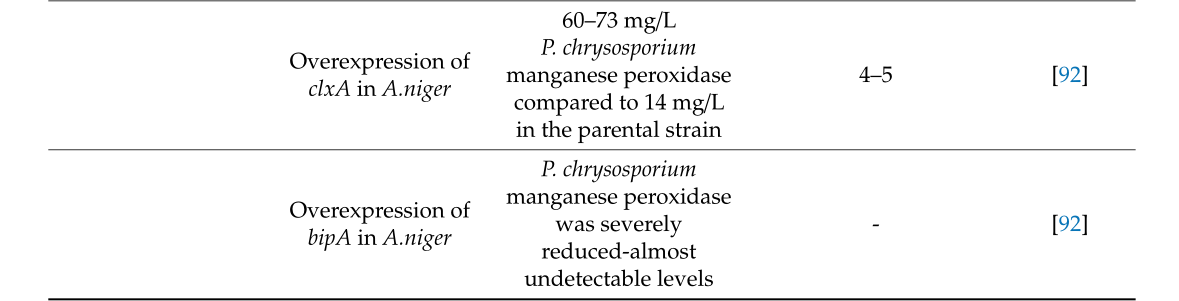 60–73 mg/L
P. chrysosporium
Overexpression of
clxA in A.niger
manganese peroxidase
compared to 14 mg/L
in the parental strain
4–5
[92]
P. chrysosporium
manganese peroxidase
Overexpression of
bipA in A.niger
was severely
reduced-almost
undetectable levels
-
[92]